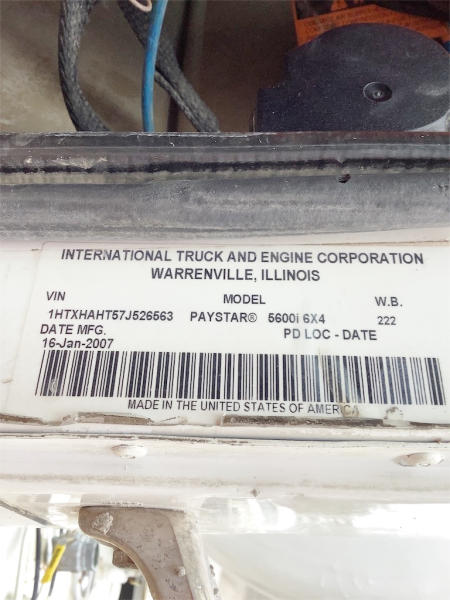 INTERNATIONAL TRUCK AND ENGINE CORPORATION
WARRENVILLE, ILLINOIS
VIN MODEL W.B.
1HTXHAHT57J526563 PAYSTAR® 5600i 6X4 222
DATE MFG. PD LOC - DATE
16-Jan-2007
MADE IN THE UNITED STATES OF AMERICA